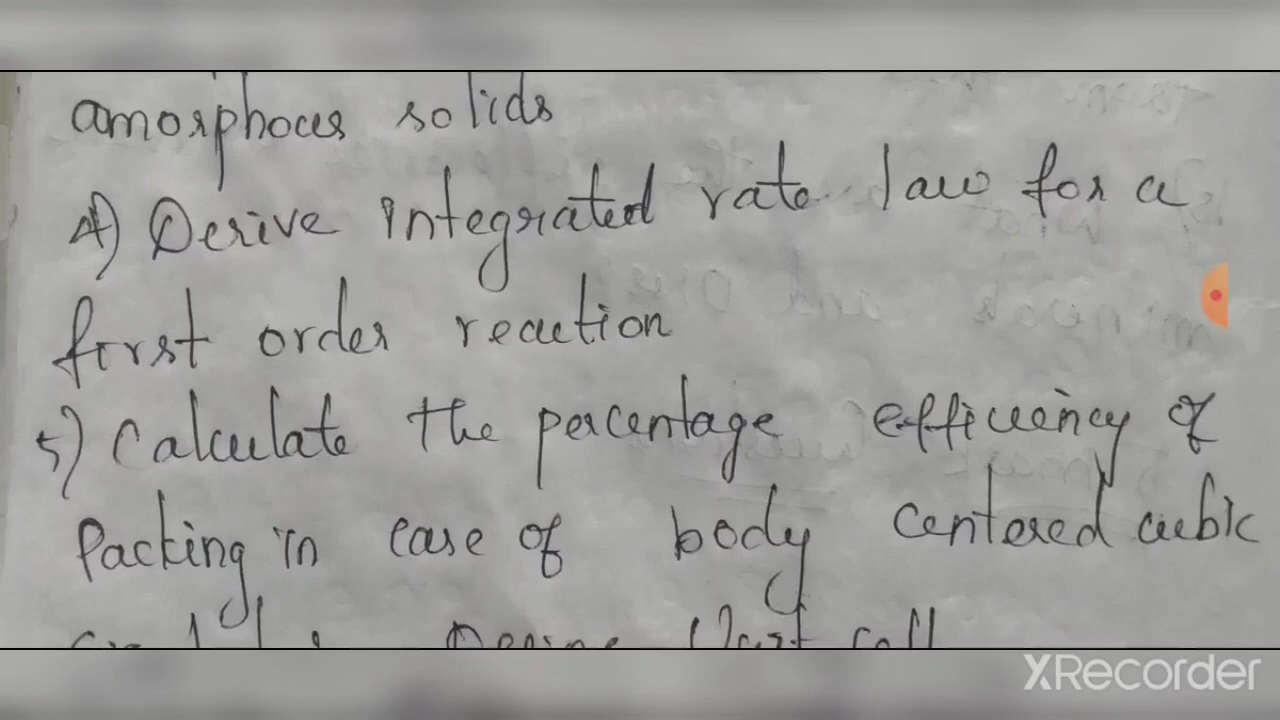 amorphous solids
4) Derive integrated rate law for a
first order reaction
5) Calculate the percentage efficiency of
Packing in case of body centered cubic
cell
XRecorder